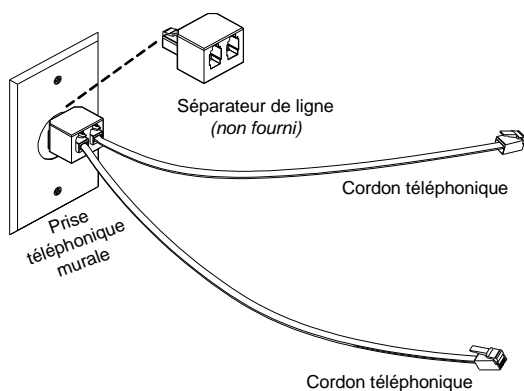 Séparateur de ligne
(non fourni)
Cordon téléphonique
Prise
téléphonique
murale
Cordon téléphonique